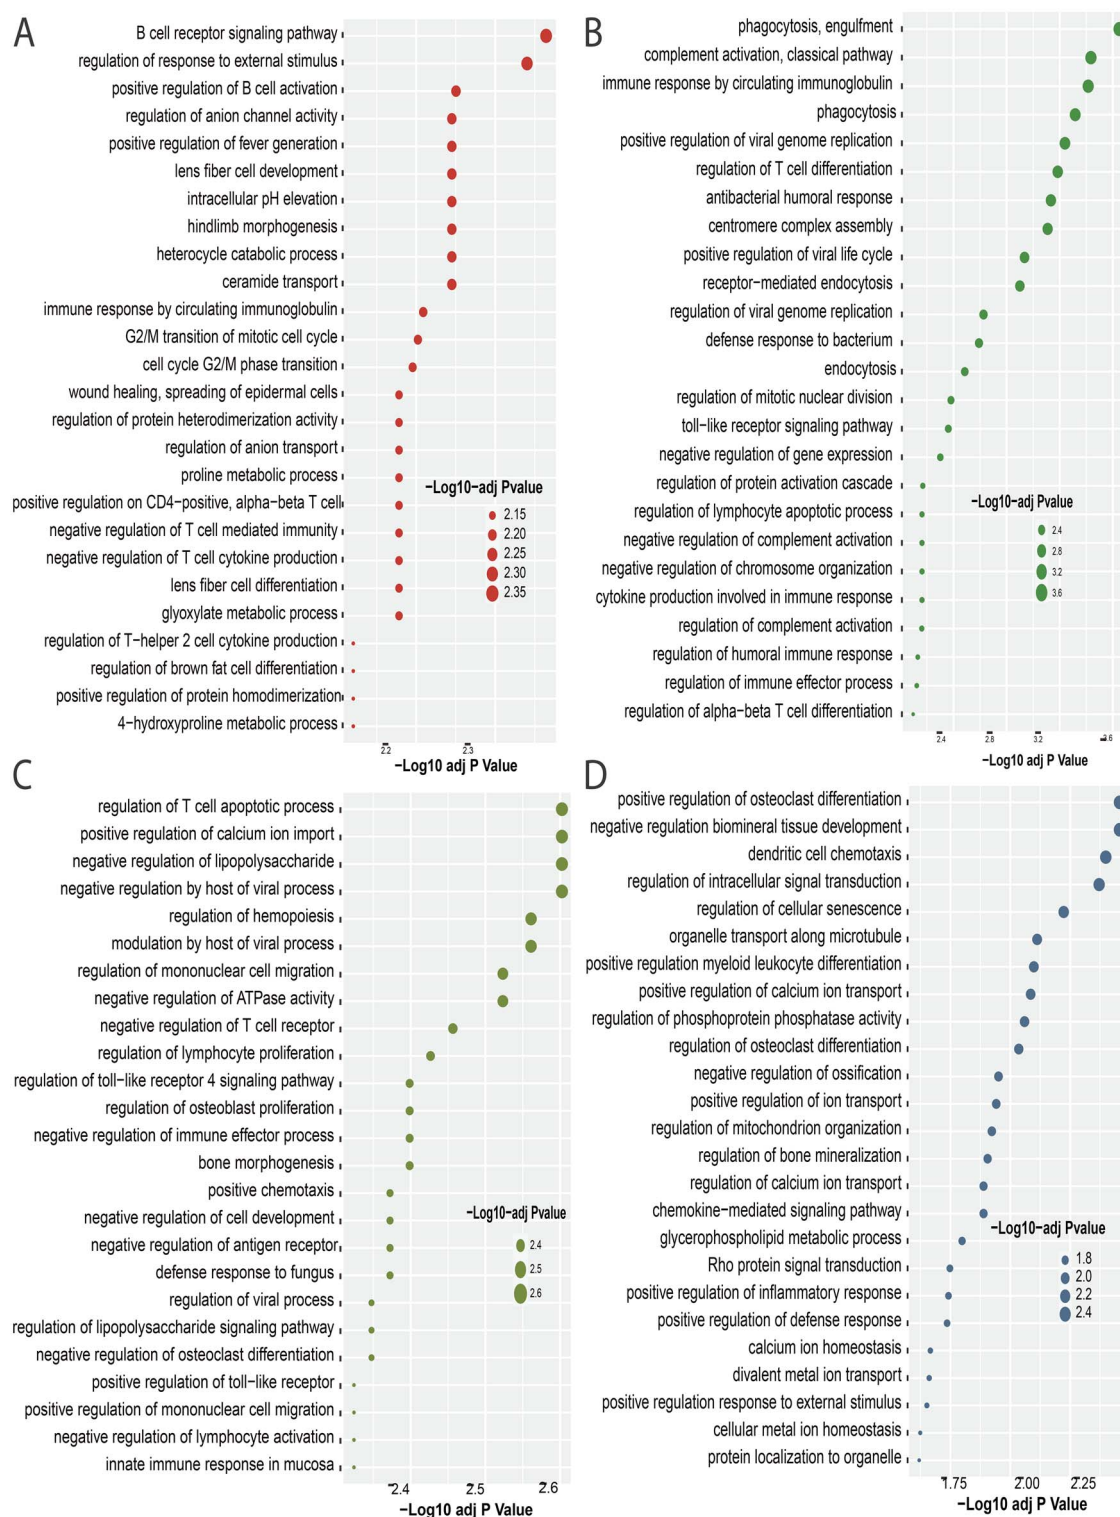 A
B cell receptor signaling pathway
regulation of response to external stimulus
positive regulation of B cell activation
regulation of anion channel activity
positive regulation of fever generation
lens fiber cell development
intracellular pH elevation
hindlimb morphogenesis
heterocycle catabolic process
ceramide transport
immune response by circulating immunoglobulin
G2/M transition of mitotic cell cycle
cell cycle G2/M phase transition
wound healing, spreading of epidermal cells
regulation of protein heterodimerization activity
regulation of anion transport
proline metabolic process
positive regulation on CD4−positive, alpha−beta T cell
negative regulation of T cell mediated immunity
negative regulation of T cell cytokine production
lens fiber cell differentiation
glyoxylate metabolic process
regulation of T−helper 2 cell cytokine production
regulation of brown fat cell differentiation
positive regulation of protein homodimerization
4−hydroxyproline metabolic process
−Log10−adj Pvalue
2.15
2.20
2.25
2.30
2.35
2.2 2.3
−Log10 adj P Value
B
phagocytosis, engulfment
complement activation, classical pathway
immune response by circulating immunoglobulin
phagocytosis
positive regulation of viral genome replication
regulation of T cell differentiation
antibacterial humoral response
centromere complex assembly
positive regulation of viral life cycle
receptor−mediated endocytosis
regulation of viral genome replication
defense response to bacterium
endocytosis
regulation of mitotic nuclear division
toll−like receptor signaling pathway
negative regulation of gene expression
regulation of protein activation cascade
regulation of lymphocyte apoptotic process
negative regulation of complement activation
negative regulation of chromosome organization
cytokine production involved in immune response
regulation of complement activation
regulation of humoral immune response
regulation of immune effector process
regulation of alpha−beta T cell differentiation
−Log10−adj Pvalue
2.4
2.8
3.2
3.6
2.4 2.8 3.2 3.6
−Log10 adj P Value
C
regulation of T cell apoptotic process
positive regulation of calcium ion import
negative regulation of lipopolysaccharide
negative regulation by host of viral process
regulation of hemopoiesis
modulation by host of viral process
regulation of mononuclear cell migration
negative regulation of ATPase activity
negative regulation of T cell receptor
regulation of lymphocyte proliferation
regulation of toll−like receptor 4 signaling pathway
regulation of osteoblast proliferation
negative regulation of immune effector process
bone morphogenesis
positive chemotaxis
negative regulation of cell development
negative regulation of antigen receptor
defense response to fungus
regulation of viral process
regulation of lipopolysaccharide signaling pathway
negative regulation of osteoclast differentiation
positive regulation of toll−like receptor
positive regulation of mononuclear cell migration
negative regulation of lymphocyte activation
innate immune response in mucosa
−Log10−adj Pvalue
2.4
2.5
2.6
2.4 2.5 2.6
−Log10 adj P Value
D
positive regulation of osteoclast differentiation
negative regulation biomineral tissue development
dendritic cell chemotaxis
regulation of intracellular signal transduction
regulation of cellular senescence
organelle transport along microtubule
positive regulation myeloid leukocyte differentiation
positive regulation of calcium ion transport
regulation of phosphoprotein phosphatase activity
regulation of osteoclast differentiation
negative regulation of ossification
positive regulation of ion transport
regulation of mitochondrion organization
regulation of bone mineralization
regulation of calcium ion transport
chemokine−mediated signaling pathway
glycerophospholipid metabolic process
Rho protein signal transduction
positive regulation of inflammatory response
positive regulation of defense response
calcium ion homeostasis
divalent metal ion transport
positive regulation response to external stimulus
cellular metal ion homeostasis
protein localization to organelle
−Log10−adj Pvalue
1.8
2.0
2.2
2.4
1.75 2.00 2.25
−Log10 adj P Value